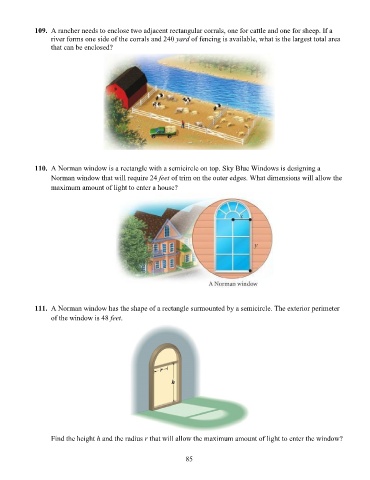 109. A rancher needs to enclose two adjacent rectangular corrals, one for cattle and one for sheep. If a
river forms one side of the corrals and 240 yard of fencing is available, what is the largest total area
that can be enclosed?
110. A Norman window is a rectangle with a semicircle on top. Sky Blue Windows is designing a
Norman window that will require 24 feet of trim on the outer edges. What dimensions will allow the
maximum amount of light to enter a house?
A Norman window
111. A Norman window has the shape of a rectangle surmounted by a semicircle. The exterior perimeter
of the window is 48 feet.
r
h
Find the height h and the radius r that will allow the maximum amount of light to enter the window?
85